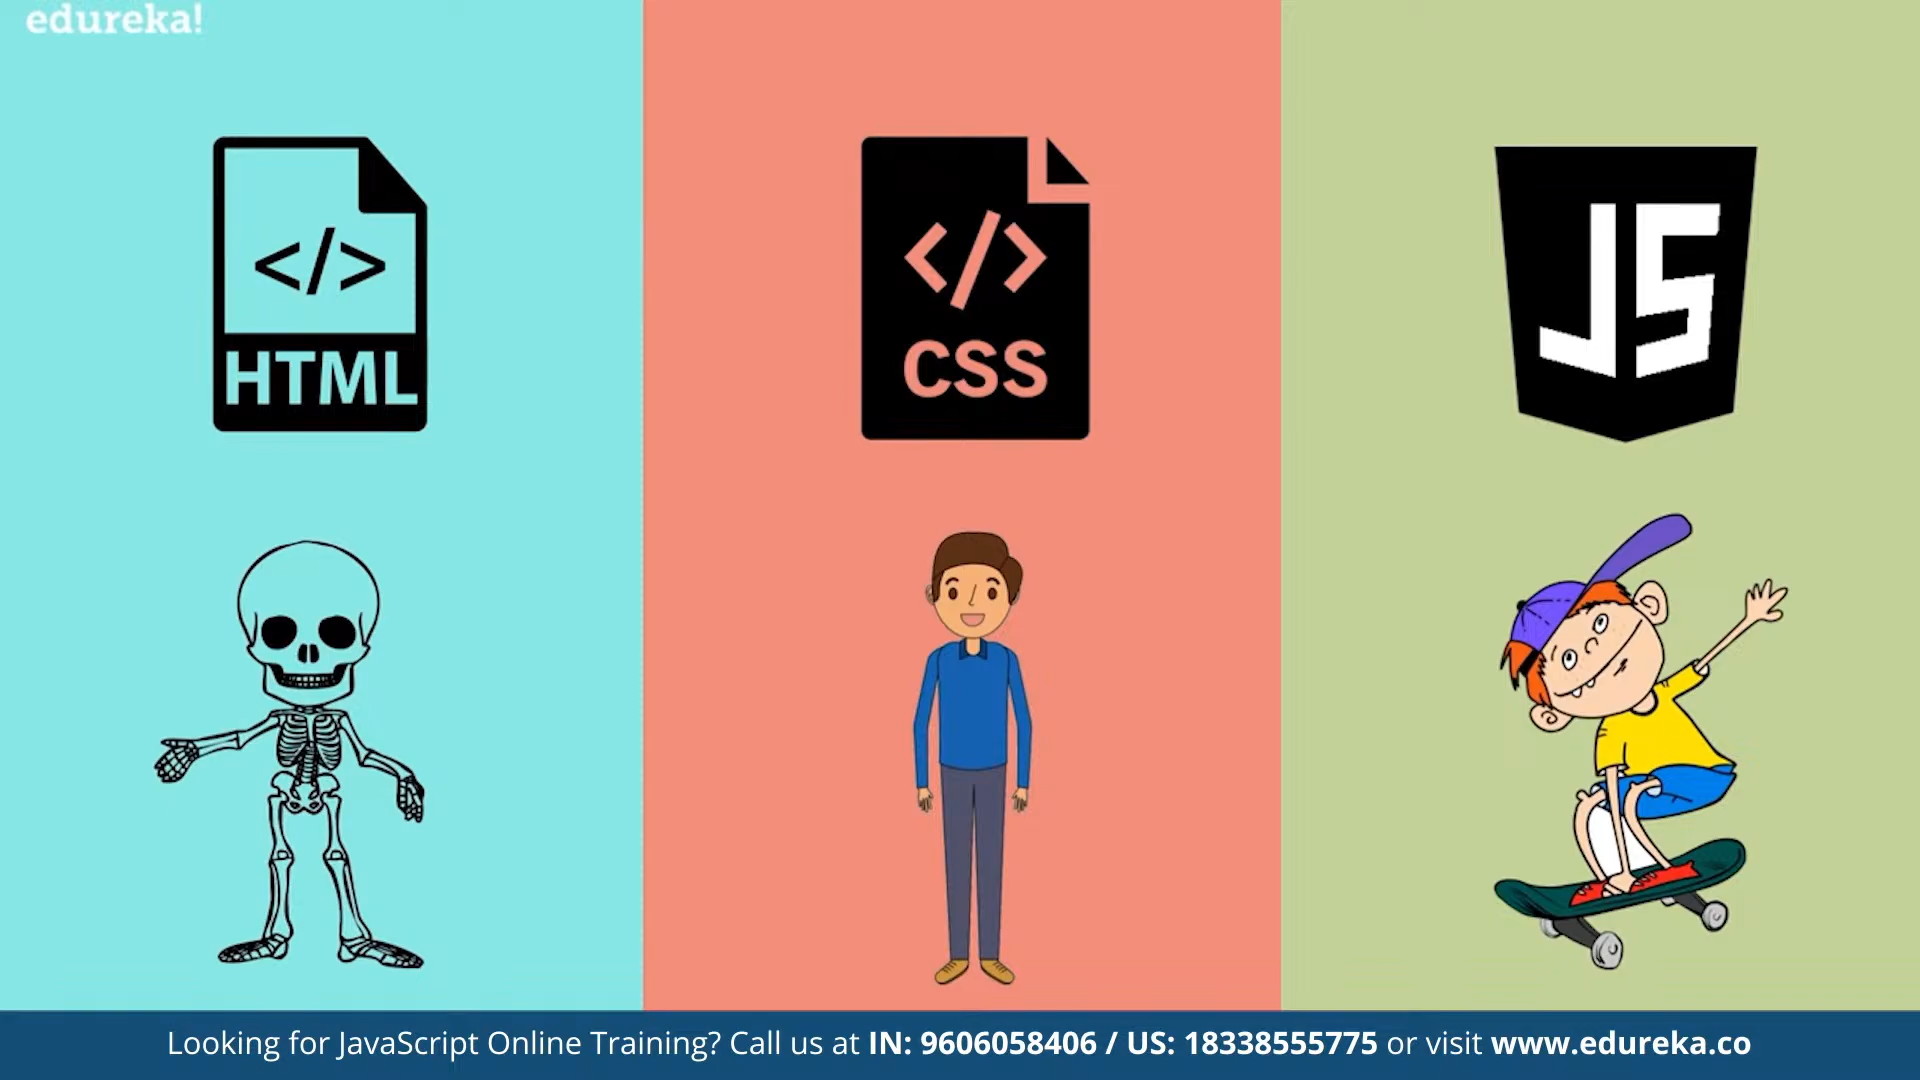 edureka!
</>
HTML
</>
CSS
JS
Looking for JavaScript Online Training? Call us at IN: 9606058406 / US: 18338555775 or visit www.edureka.co